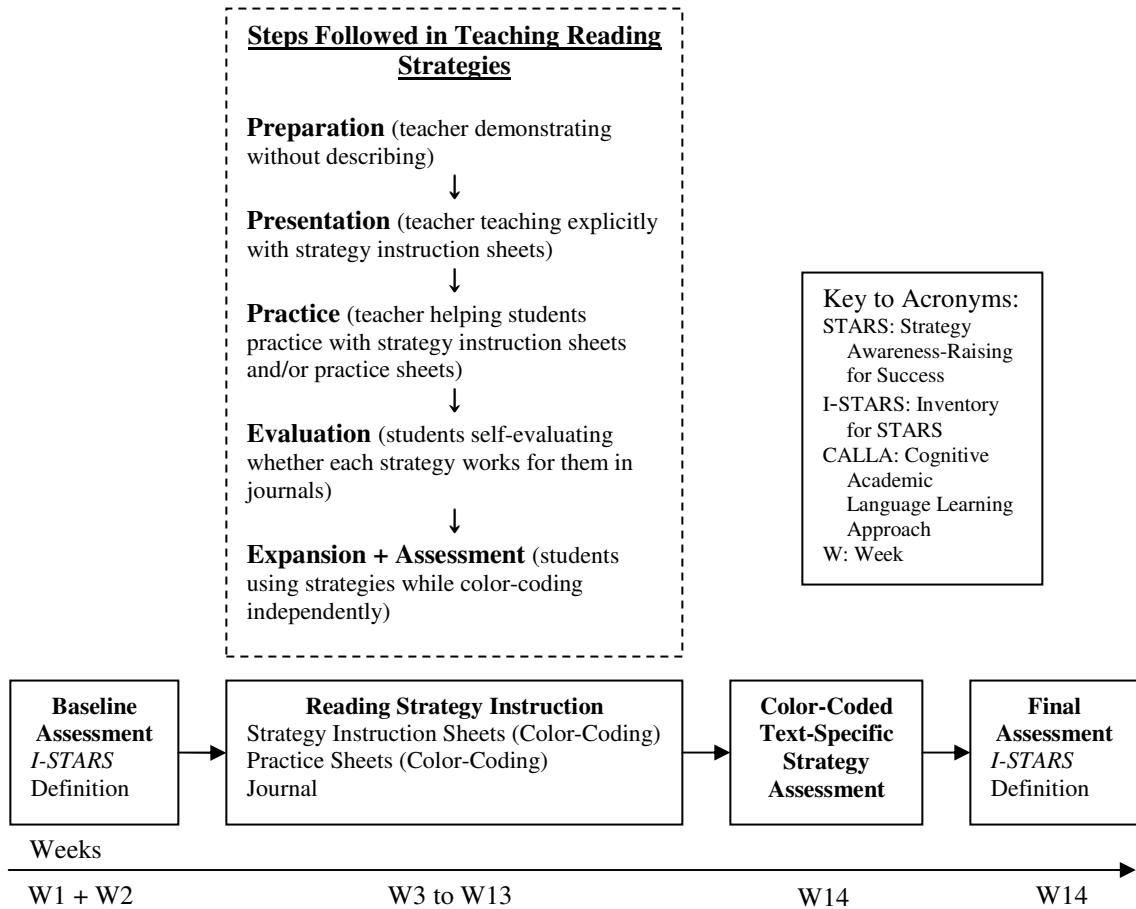 Steps Followed in Teaching Reading
Strategies
Preparation (teacher demonstrating
without describing)
↓
Presentation (teacher teaching explicitly
with strategy instruction sheets)
↓
Practice (teacher helping students
practice with strategy instruction sheets
and/or practice sheets)
↓
Evaluation (students self-evaluating
whether each strategy works for them in
journals)
↓
Expansion + Assessment (students
using strategies while color-coding
independently)
Key to Acronyms:
STARS: Strategy
Awareness-Raising
for Success
I-STARS: Inventory
for STARS
CALLA: Cognitive
Academic
Language Learning
Approach
W: Week
Baseline
Assessment
I-STARS
Definition
Reading Strategy Instruction
Strategy Instruction Sheets (Color-Coding)
Practice Sheets (Color-Coding)
Journal
Color-Coded
Text-Specific
Strategy
Assessment
Final
Assessment
I-STARS
Definition
Weeks
W1 + W2
W3 to W13
W14
W14